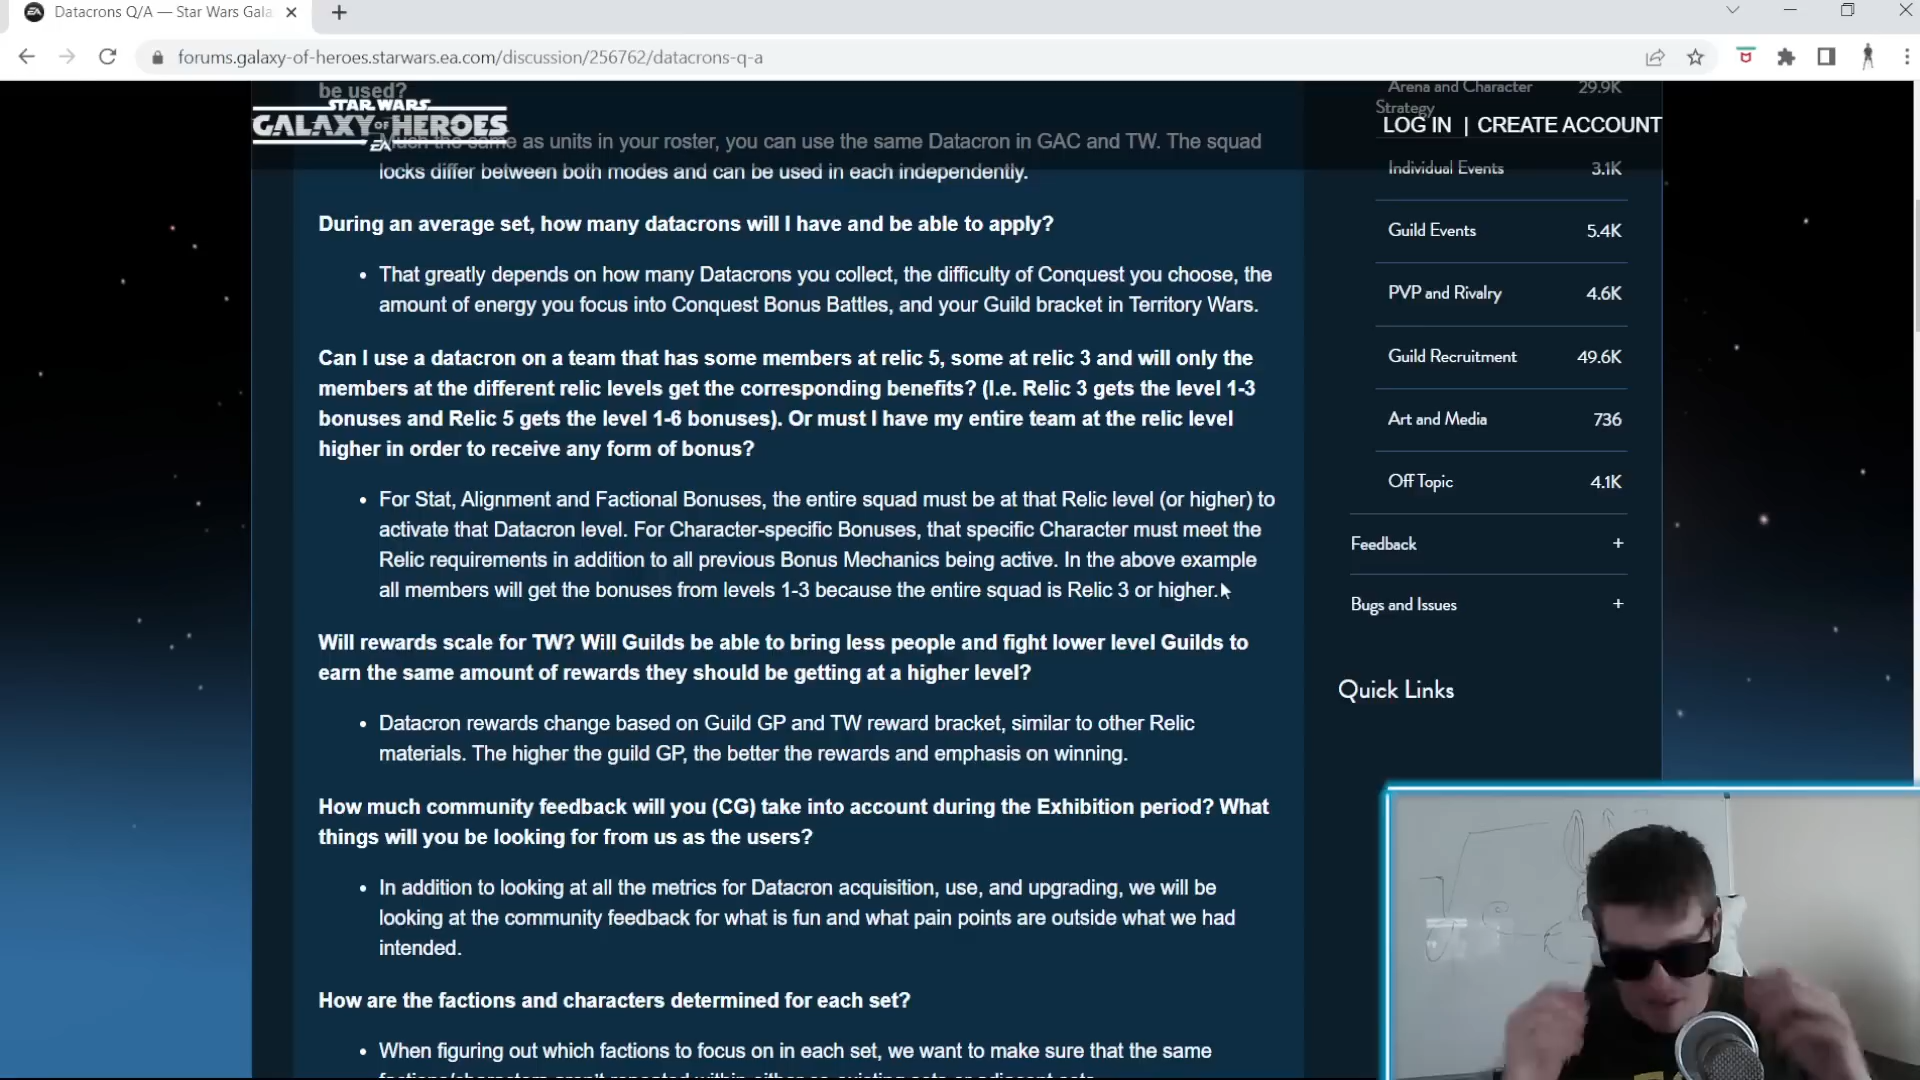 Datacrons Q/A — Star Wars Gala
forums.galaxy-of-heroes.starwars.ea.com/discussion/256762/datacrons-q-a
be used?
STAR WARS
GALAXY OF HEROES
EA
LOG IN | CREATE ACCOUNT
Much the same as units in your roster, you can use the same Datacron in GAC and TW. The squad
locks differ between both modes and can be used in each independently.
During an average set, how many datacrons will I have and be able to apply?
• That greatly depends on how many Datacrons you collect, the difficulty of Conquest you choose, the
amount of energy you focus into Conquest Bonus Battles, and your Guild bracket in Territory Wars.
Can I use a datacron on a team that has some members at relic 5, some at relic 3 and will only the
members at the different relic levels get the corresponding benefits? (I.e. Relic 3 gets the level 1-3
bonuses and Relic 5 gets the level 1-6 bonuses). Or must I have my entire team at the relic level
higher in order to receive any form of bonus?
• For Stat, Alignment and Factional Bonuses, the entire squad must be at that Relic level (or higher) to
activate that Datacron level. For Character-specific Bonuses, that specific Character must meet the
Relic requirements in addition to all previous Bonus Mechanics being active. In the above example
all members will get the bonuses from levels 1-3 because the entire squad is Relic 3 or higher.
Will rewards scale for TW? Will Guilds be able to bring less people and fight lower level Guilds to
earn the same amount of rewards they should be getting at a higher level?
• Datacron rewards change based on Guild GP and TW reward bracket, similar to other Relic
materials. The higher the guild GP, the better the rewards and emphasis on winning.
How much community feedback will you (CG) take into account during the Exhibition period? What
things will you be looking for from us as the users?
• In addition to looking at all the metrics for Datacron acquisition, use, and upgrading, we will be
looking at the community feedback for what is fun and what pain points are outside what we had
intended.
How are the factions and characters determined for each set?
• When figuring out which factions to focus on in each set, we want to make sure that the same
factions/characters aren't repeated within either co-existing sets or adjacent sets.
Arena and Character 29.9K
Strategy
Individual Events 3.1K
Guild Events 5.4K
PVP and Rivalry 4.6K
Guild Recruitment 49.6K
Art and Media 736
Off Topic 4.1K
Feedback +
Bugs and Issues +
Quick Links